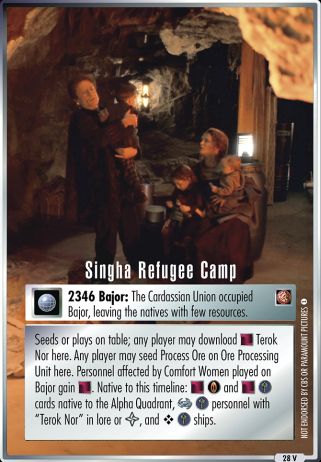 Singha Refugee Camp
2346 Bajor: The Cardassian Union occupied
Bajor, leaving the natives with few resources.
Seeds or plays on table; any player may download Terok
Nor here. Any player may seed Process Ore on Ore Processing
Unit here. Personnel affected by Comfort Women played on
Bajor gain . Native to this timeline: and
cards native to the Alpha Quadrant, personnel with
"Terok Nor" in lore or , and ships.
NOT ENDORSED BY CBS OR PARAMOUNT PICTURES
28 V